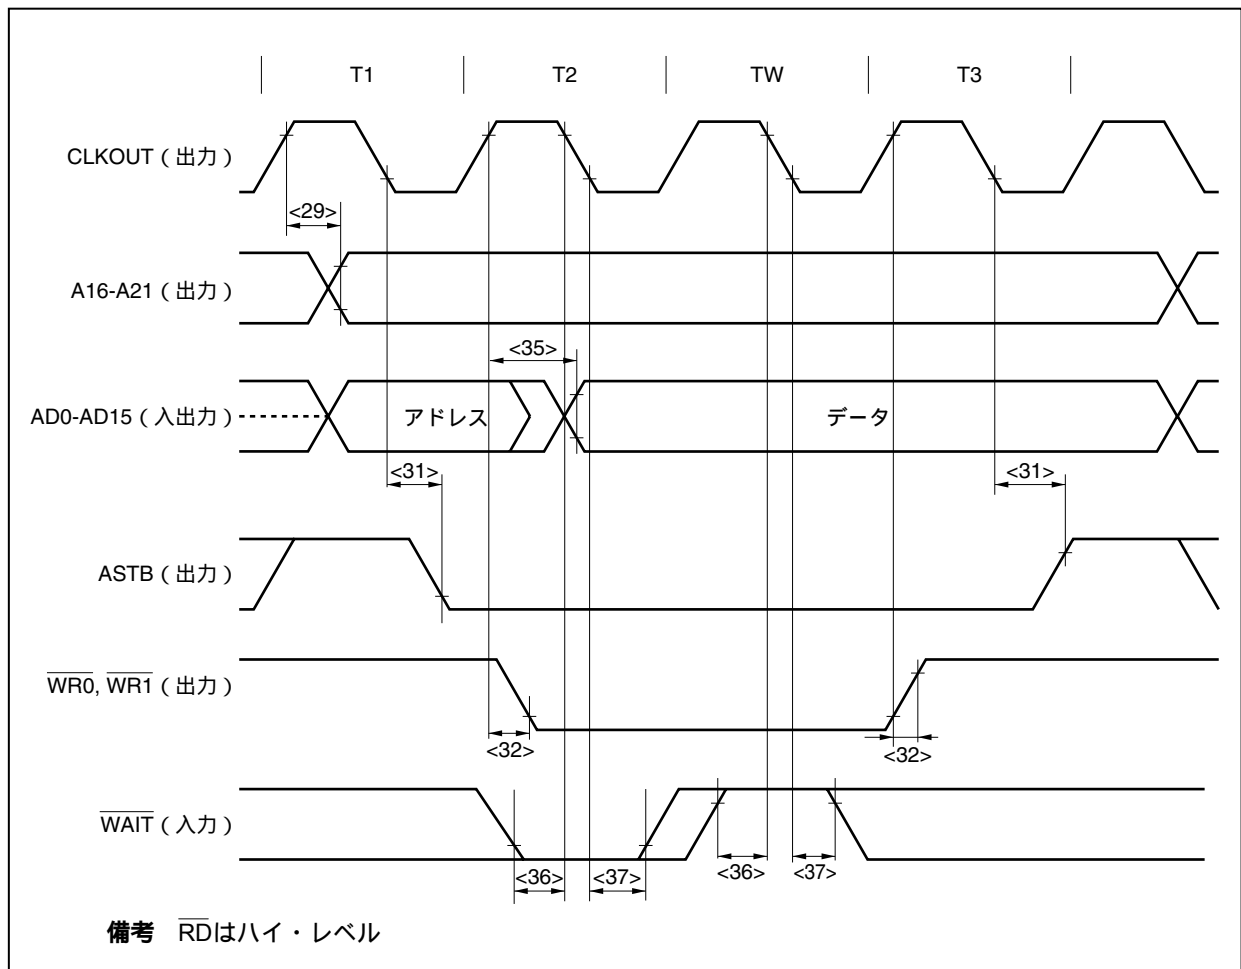 T1 T2 TW T3
CLKOUT（出力）
<29>
A16-A21（出力）
<35>
AD0-AD15（入出力） アドレス データ
<31> <31>
ASTB（出力）
WR0, WR1（出力）
<32> <32>
WAIT（入力）
<36> <37> <36> <37>
備考 RDはハイ・レベル